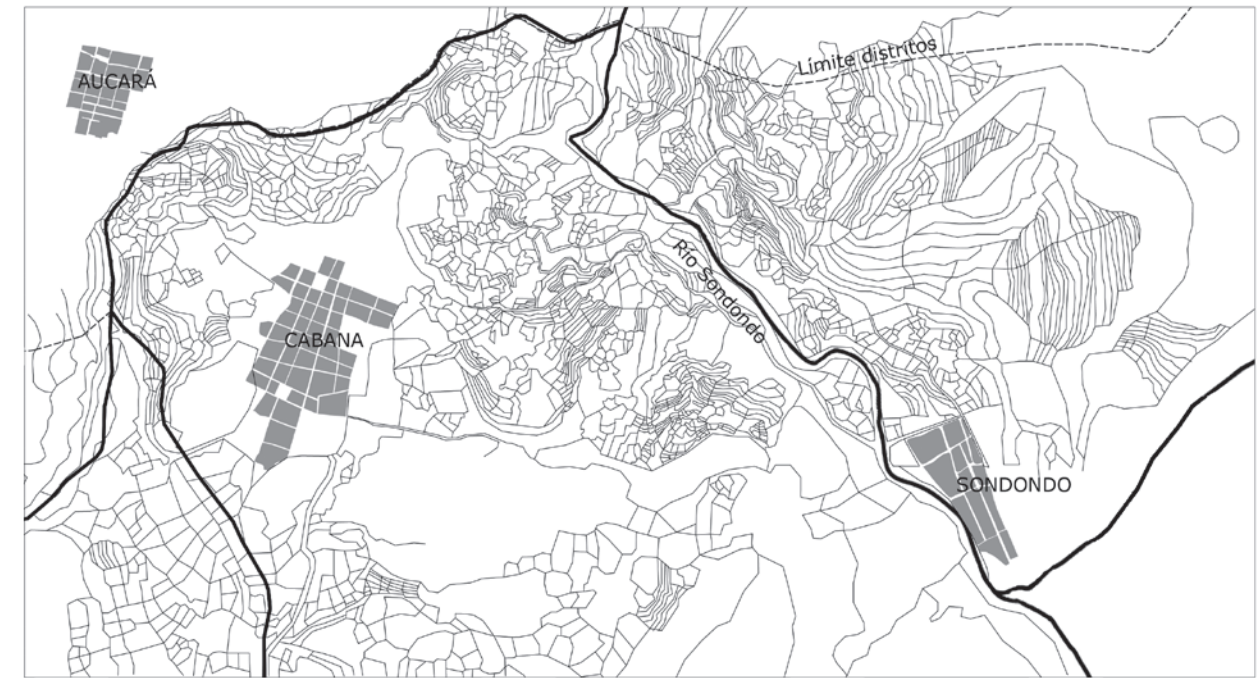 AUCARÁ
Límite distritos
Río Sondondo
CABANA
SONDONDO